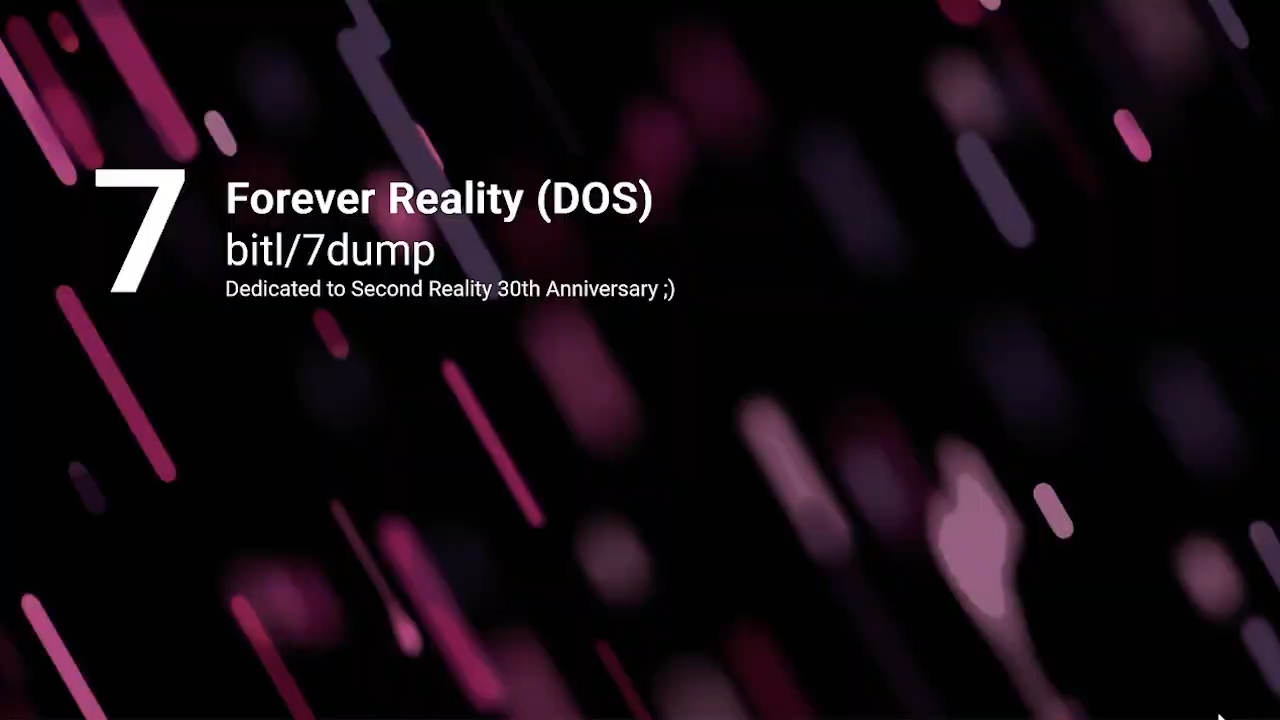 7
Forever Reality (DOS)
bitl/7dump
Dedicated to Second Reality 30th Anniversary ;)